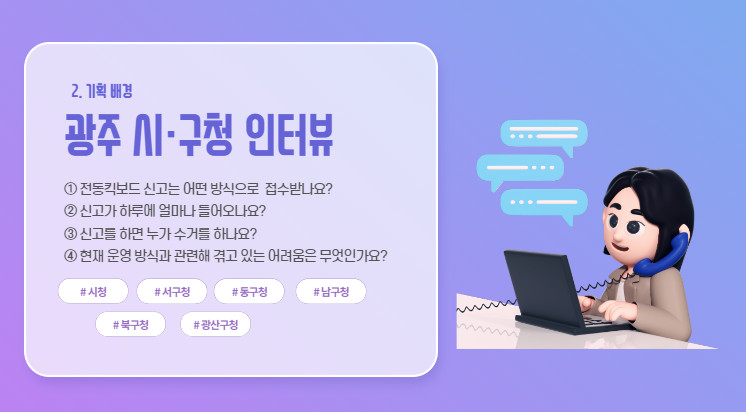 2. 기획 배경
광주 시·구청 인터뷰
① 전동킥보드 신고는 어떤 방식으로 접수받나요?
② 신고가 하루에 얼마나 들어오나요?
③ 신고를 하면 누가 수거를 하나요?
④ 현재 운영 방식과 관련해 겪고 있는 어려움은 무엇인가요?
# 시청 # 서구청 # 동구청 # 남구청
# 북구청 # 광산구청